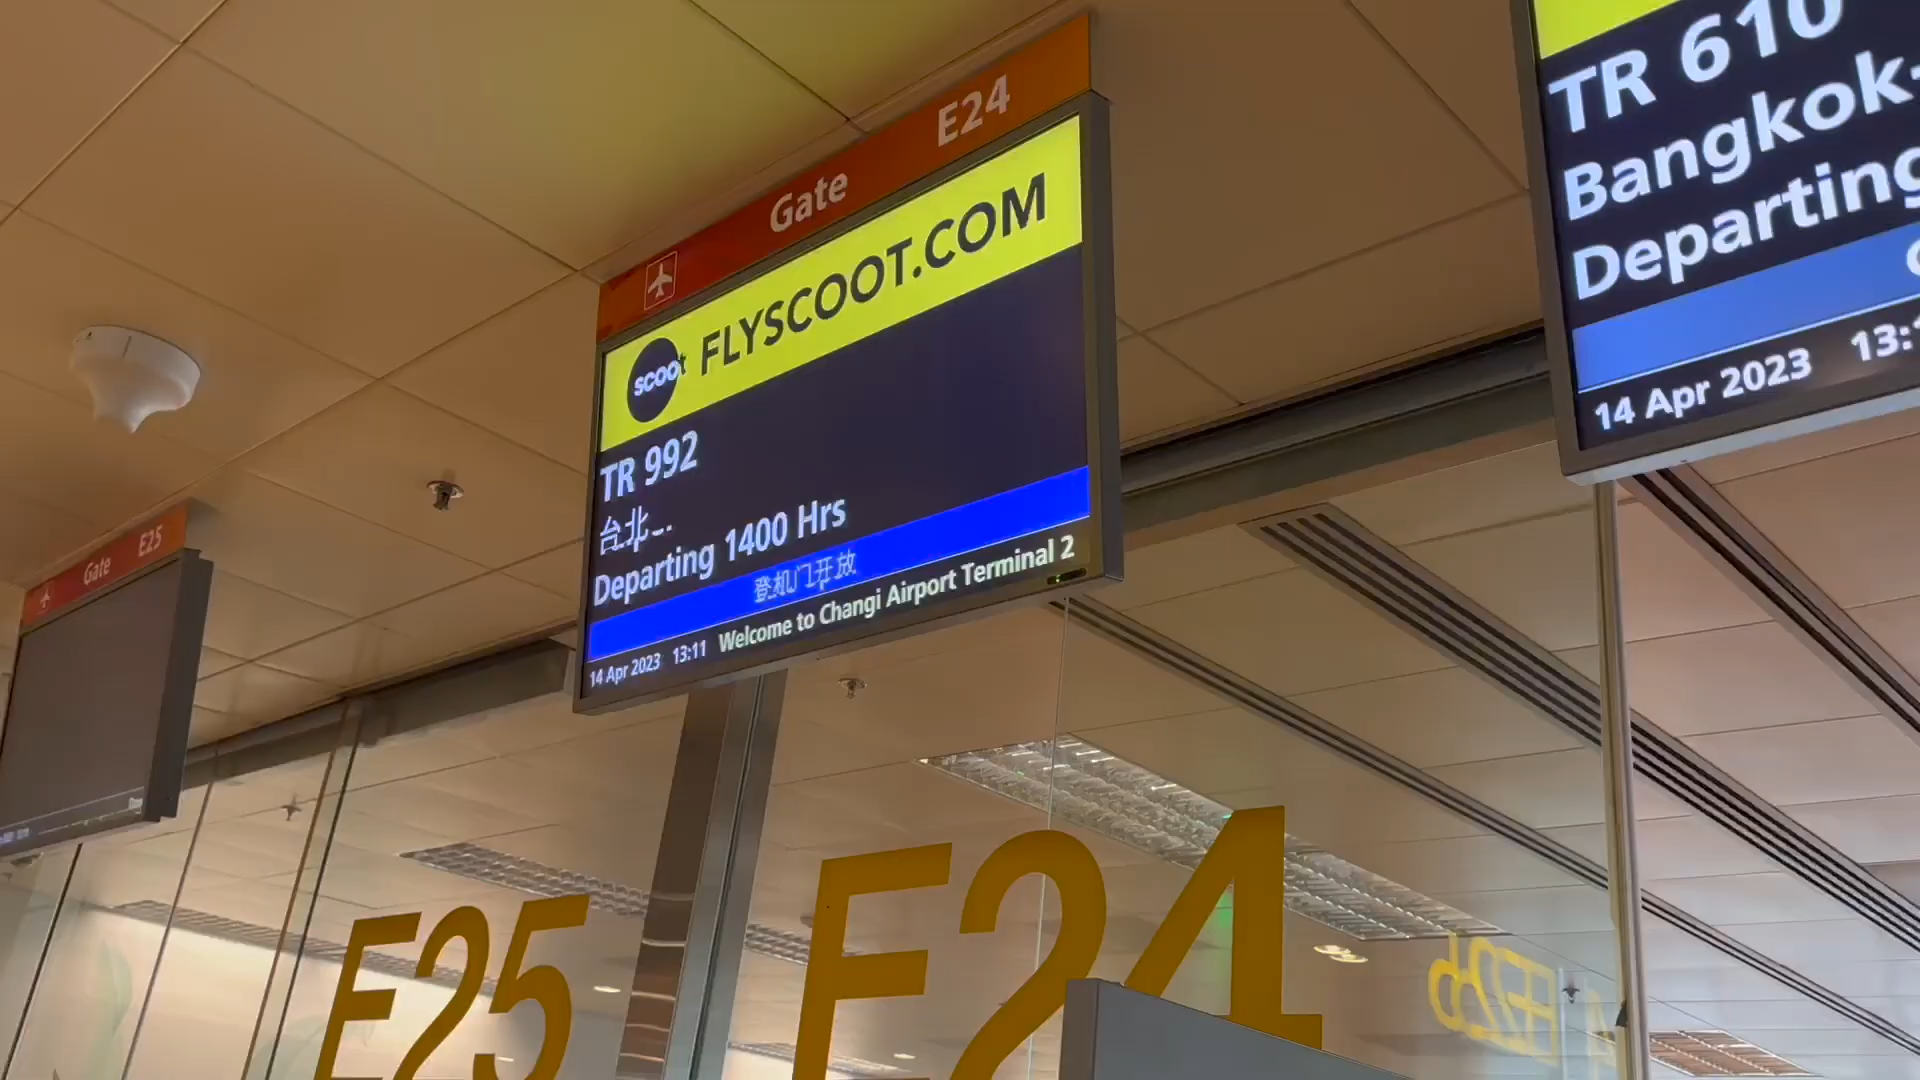 Gate E24
scoot FLYSCOOT.COM
TR 992
台北-.
Departing 1400 Hrs
登机门开放
14 Apr 2023 13:11 Welcome to Changi Airport Terminal 2
TR 610
Bangkok-
Departing
14 Apr 2023 13:1
Gate E25
E25
E24
E22b